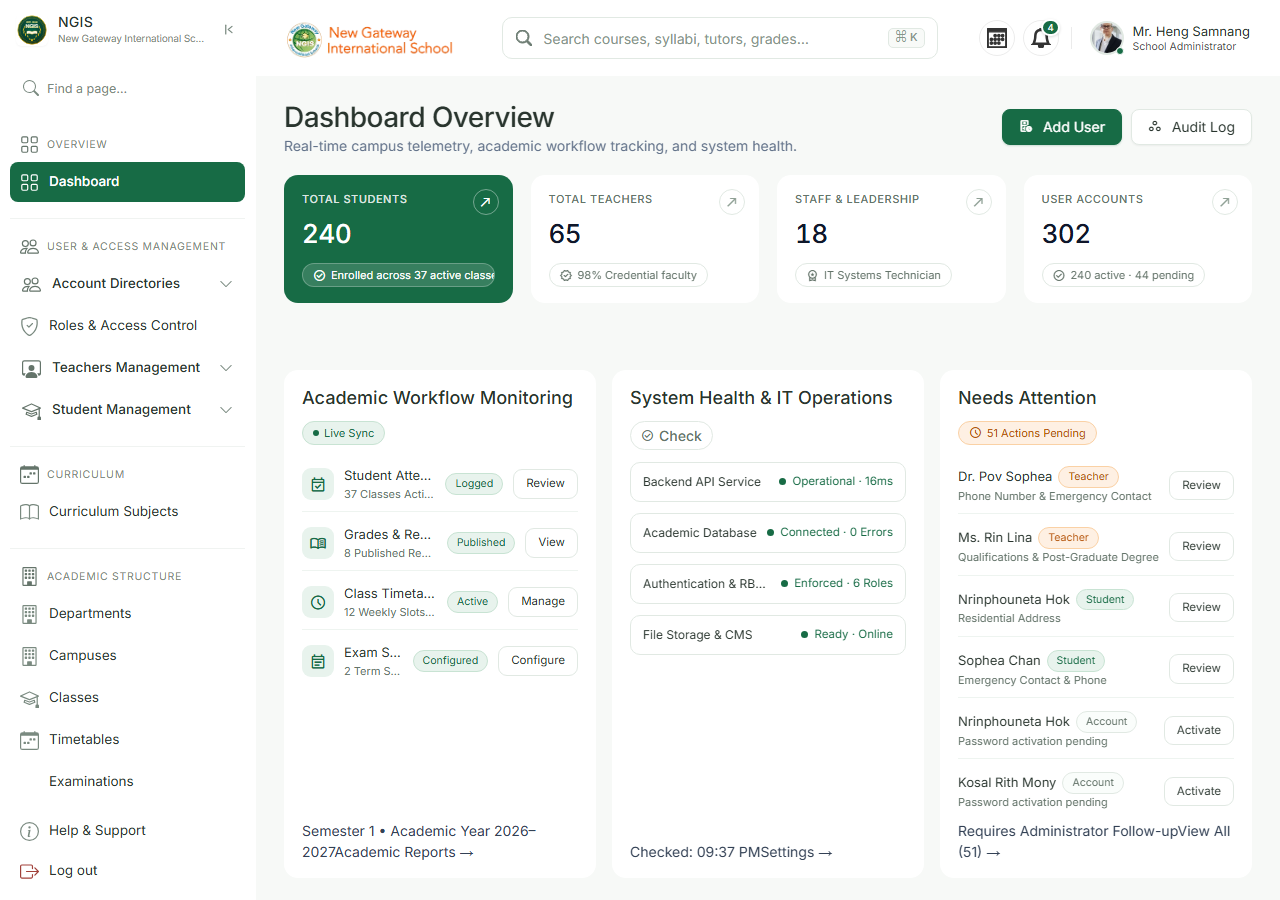 NGIS
New Gateway International Sc...
Find a page...
OVERVIEW
Dashboard
USER & ACCESS MANAGEMENT
Account Directories
Roles & Access Control
Teachers Management
Student Management
CURRICULUM
Curriculum Subjects
ACADEMIC STRUCTURE
Departments
Campuses
Classes
Timetables
Examinations
Help & Support
Log out
New Gateway
International School
Search courses, syllabi, tutors, grades...
⌘ K
4
Mr. Heng Samnang
School Administrator
Dashboard Overview
Real-time campus telemetry, academic workflow tracking, and system health.
Add User
Audit Log
TOTAL STUDENTS
240
Enrolled across 37 active classe
TOTAL TEACHERS
65
98% Credential faculty
STAFF & LEADERSHIP
18
IT Systems Technician
USER ACCOUNTS
302
240 active · 44 pending
Academic Workflow Monitoring
Live Sync
Student Atte...
37 Classes Acti...
Logged
Review
Grades & Re...
8 Published Re...
Published
View
Class Timeta...
12 Weekly Slots...
Active
Manage
Exam S...
2 Term S...
Configured
Configure
Semester 1 • Academic Year 2026–
2027Academic Reports →
System Health & IT Operations
Check
Backend API Service
Operational · 16ms
Academic Database
Connected · 0 Errors
Authentication & RB...
Enforced · 6 Roles
File Storage & CMS
Ready · Online
Checked: 09:37 PMSettings →
Needs Attention
51 Actions Pending
Dr. Pov Sophea Teacher
Phone Number & Emergency Contact
Review
Ms. Rin Lina Teacher
Qualifications & Post-Graduate Degree
Review
Nrinphouneta Hok Student
Residential Address
Review
Sophea Chan Student
Emergency Contact & Phone
Review
Nrinphouneta Hok Account
Password activation pending
Activate
Kosal Rith Mony Account
Password activation pending
Activate
Requires Administrator Follow-upView All
(51) →